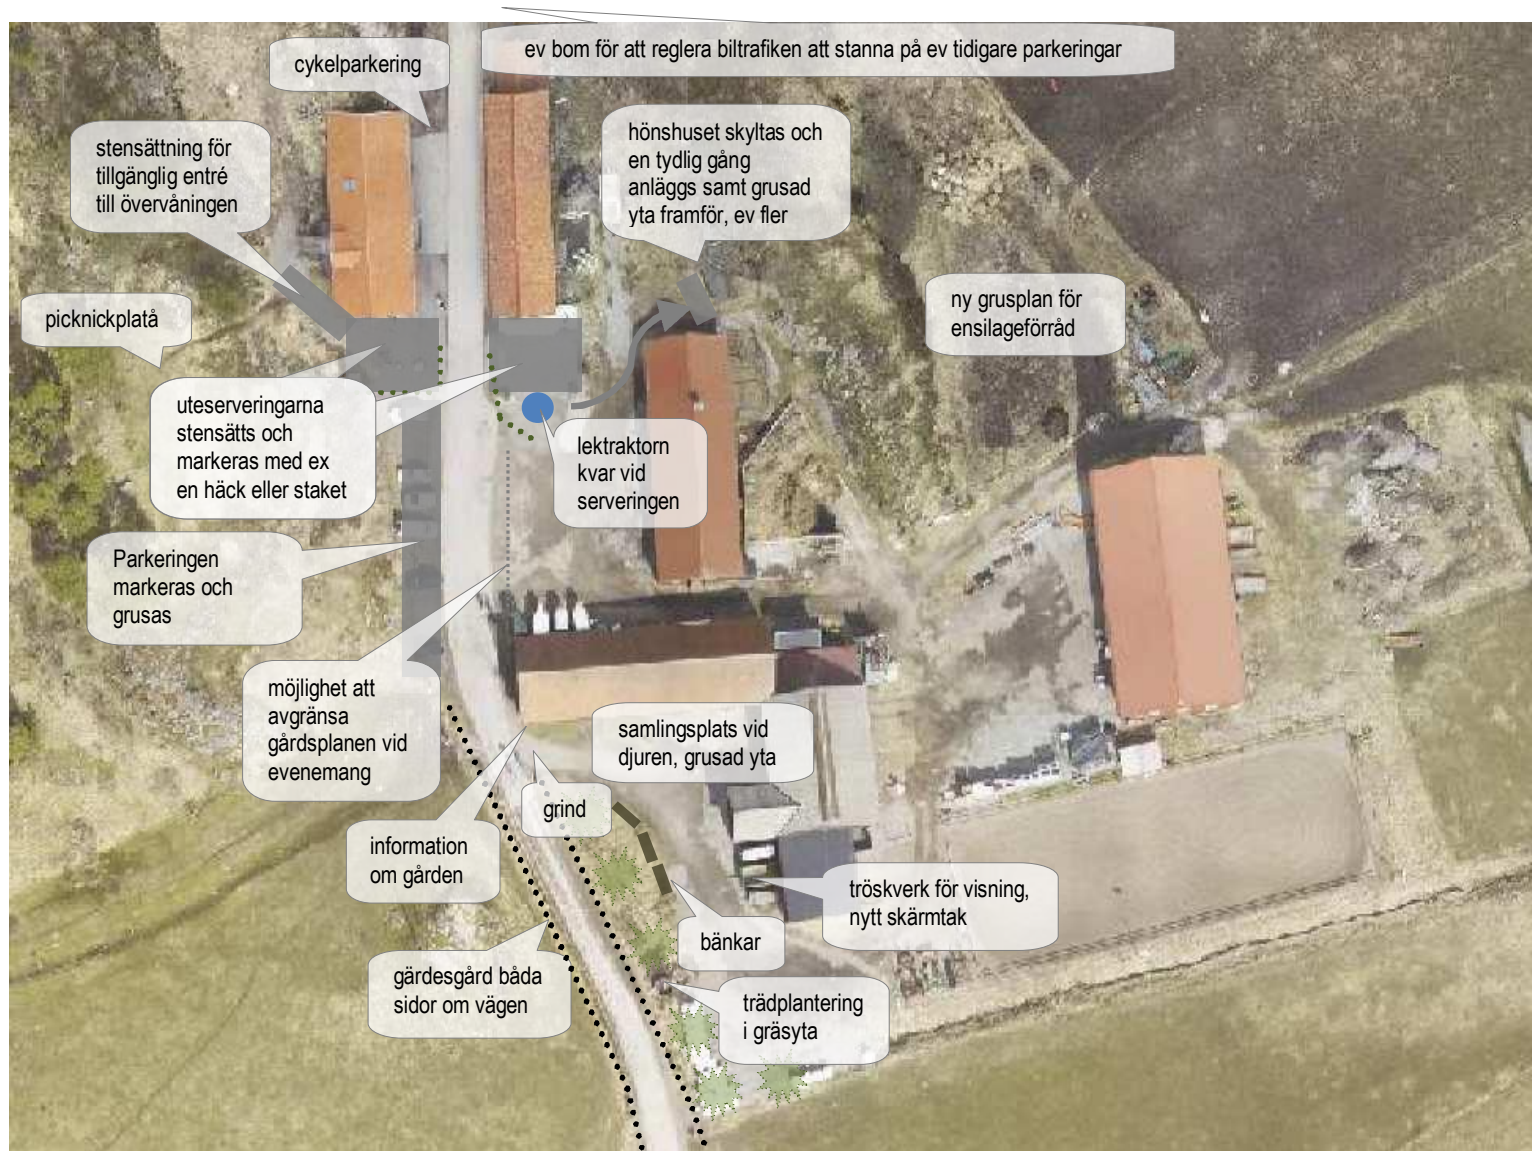 ev bom för att reglera biltrafiken att stanna på ev tidigare parkeringar
cykelparkering
hönshuset skyltas och
en tydlig gång
anläggs samt grusad
yta framför, ev fler
stensättning för
tillgänglig entré
till övervåningen
ny grusplan för
ensilageförråd
picknickplatå
uteserveringarna
stensätts och
markeras med ex
en häck eller staket
lektraktorn
kvar vid
serveringen
Parkeringen
markeras och
grusas
möjlighet att
avgränsa
gårdsplanen vid
evenemang
samlingsplats vid
djuren, grusad yta
grind
information
om gården
tröskverk för visning,
nytt skärmtak
bänkar
gärdesgård båda
sidor om vägen
trädplantering
i gräsyta